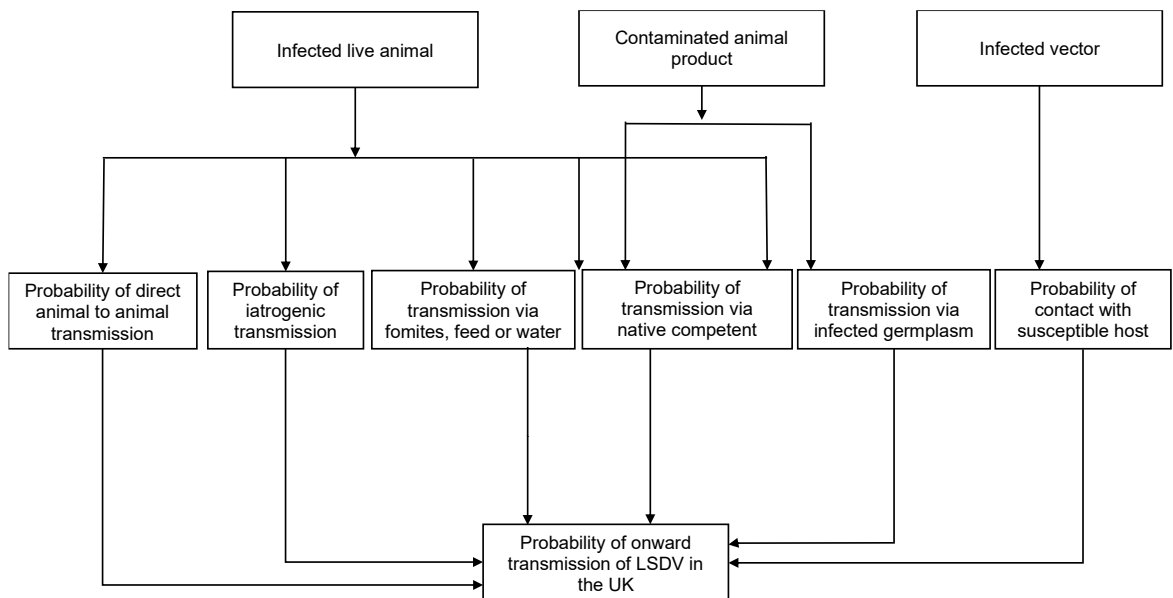 Infected live animal
Contaminated animal
product
Infected vector
Probability of direct
animal to animal
transmission
Probability of
iatrogenic
transmission
Probability of
transmission via
fomites, feed or water
Probability of
transmission via
native competent
Probability of
transmission via
infected germplasm
Probability of
contact with
susceptible host
Probability of onward
transmission of LSDV in
the UK